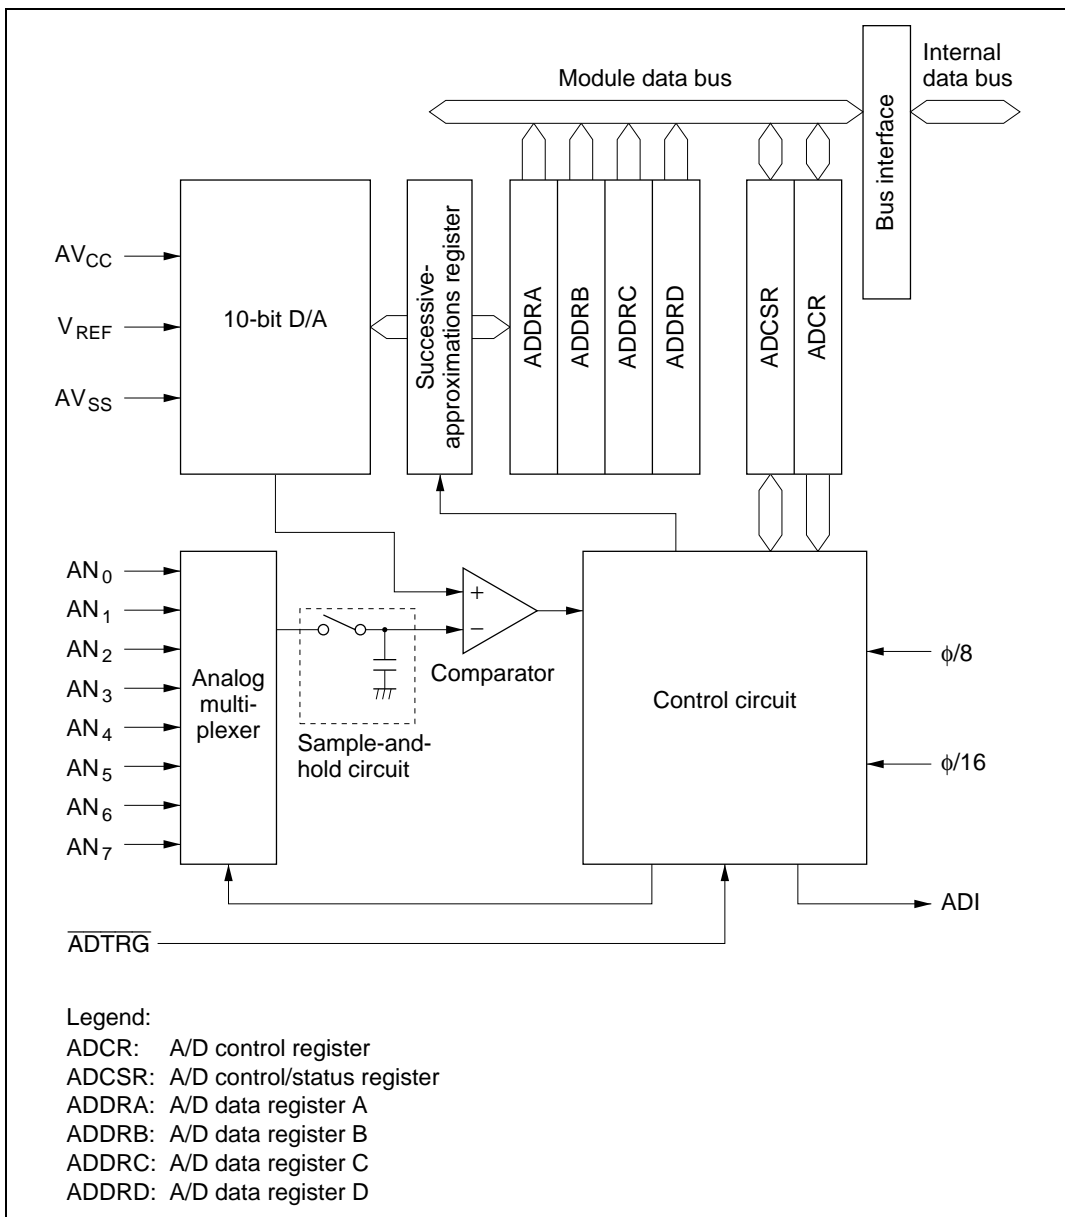 Internal
data bus
Module data bus
Bus interface
AVCC
VREF
AVSS
10-bit D/A
Successive-
approximations register
ADDRA
ADDRB
ADDRC
ADDRD
ADCSR
ADCR
AN0
AN1
AN2
AN3
AN4
AN5
AN6
AN7
Analog
multi-
plexer
+
−
Comparator
Sample-and-
hold circuit
Control circuit
ϕ/8
ϕ/16
ADI
ADTRG
Legend:
ADCR: A/D control register
ADCSR: A/D control/status register
ADDRA: A/D data register A
ADDRB: A/D data register B
ADDRC: A/D data register C
ADDRD: A/D data register D